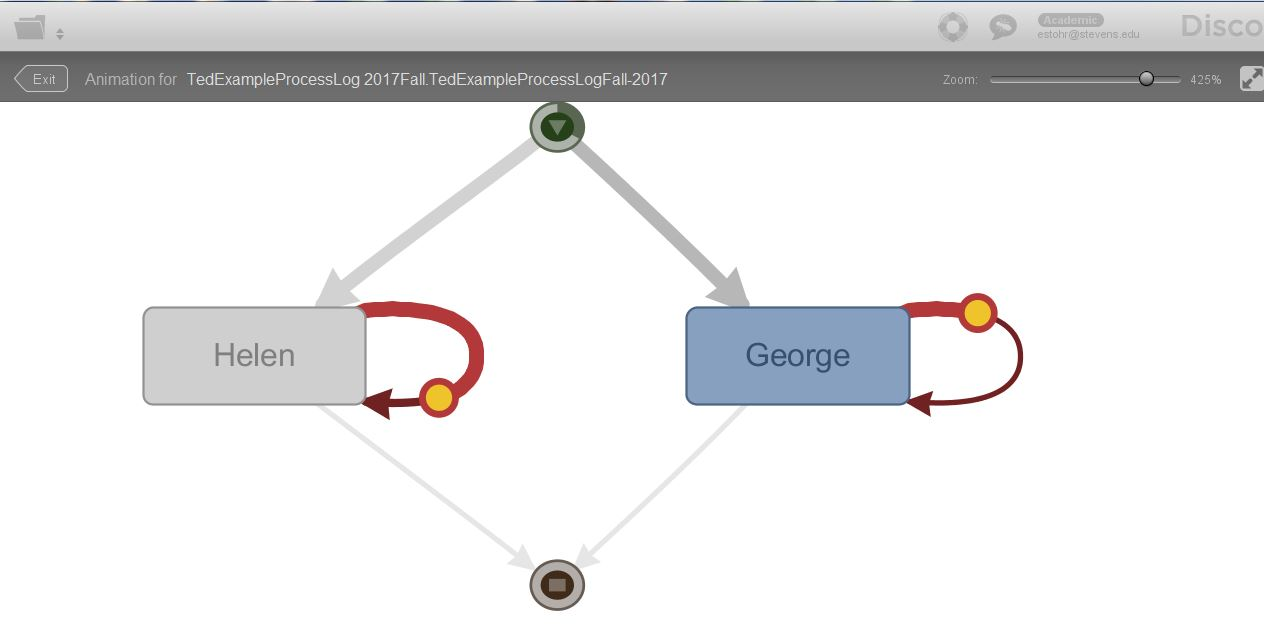 Academic
estohr@stevens.edu
Disco
Exit
Animation for TedExampleProcessLog 2017Fall.TedExampleProcessLogFall-2017
Zoom:
425%
Helen
George